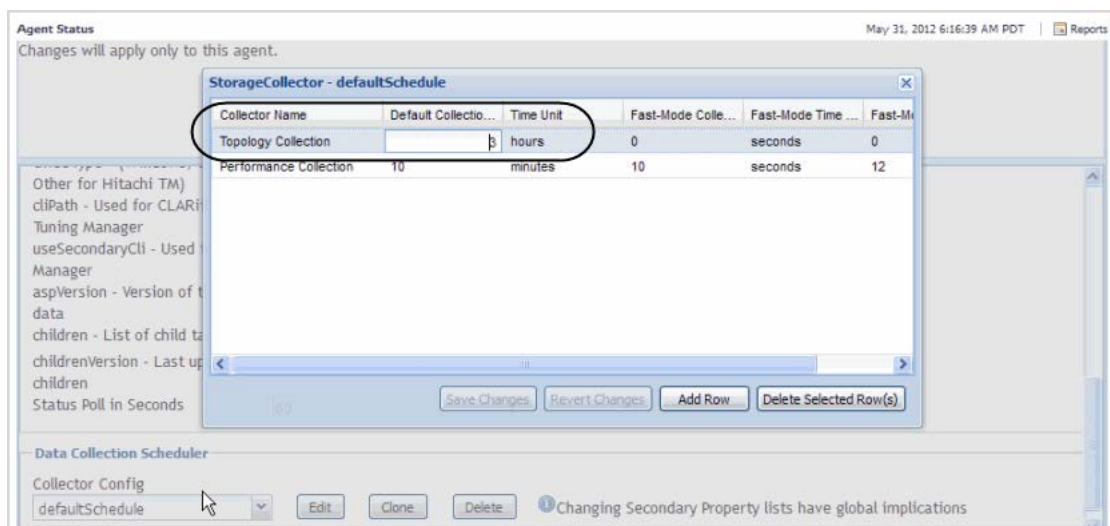 Agent Status
May 31, 2012 6:16:39 AM PDT
Reports
Changes will apply only to this agent.
StorageCollector - defaultSchedule
Collector Name Default Collectio... Time Unit Fast-Mode Colle... Fast-Mode Time ... Fast-Mo
Topology Collection 3 hours 0 seconds 0
Performance Collection 10 minutes 10 seconds 12
Other for Hitachi TM)
cliPath - Used for CLARi
Tuning Manager
useSecondaryCli - Used
Manager
aspVersion - Version of t
data
children - List of child ta
childrenVersion - Last up
children
Status Poll in Seconds 60
Save Changes Revert Changes Add Row Delete Selected Row(s)
Data Collection Scheduler
Collector Config
defaultSchedule Edit Clone Delete Changing Secondary Property lists have global implications